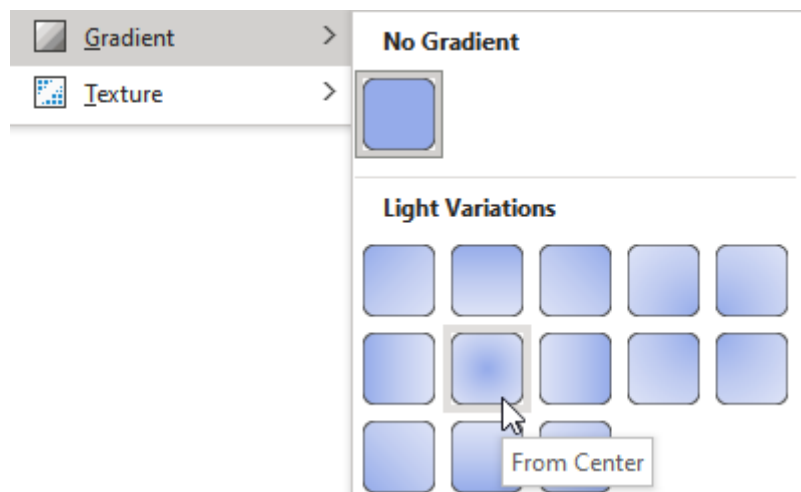 Gradient
Texture
No Gradient
Light Variations
From Center